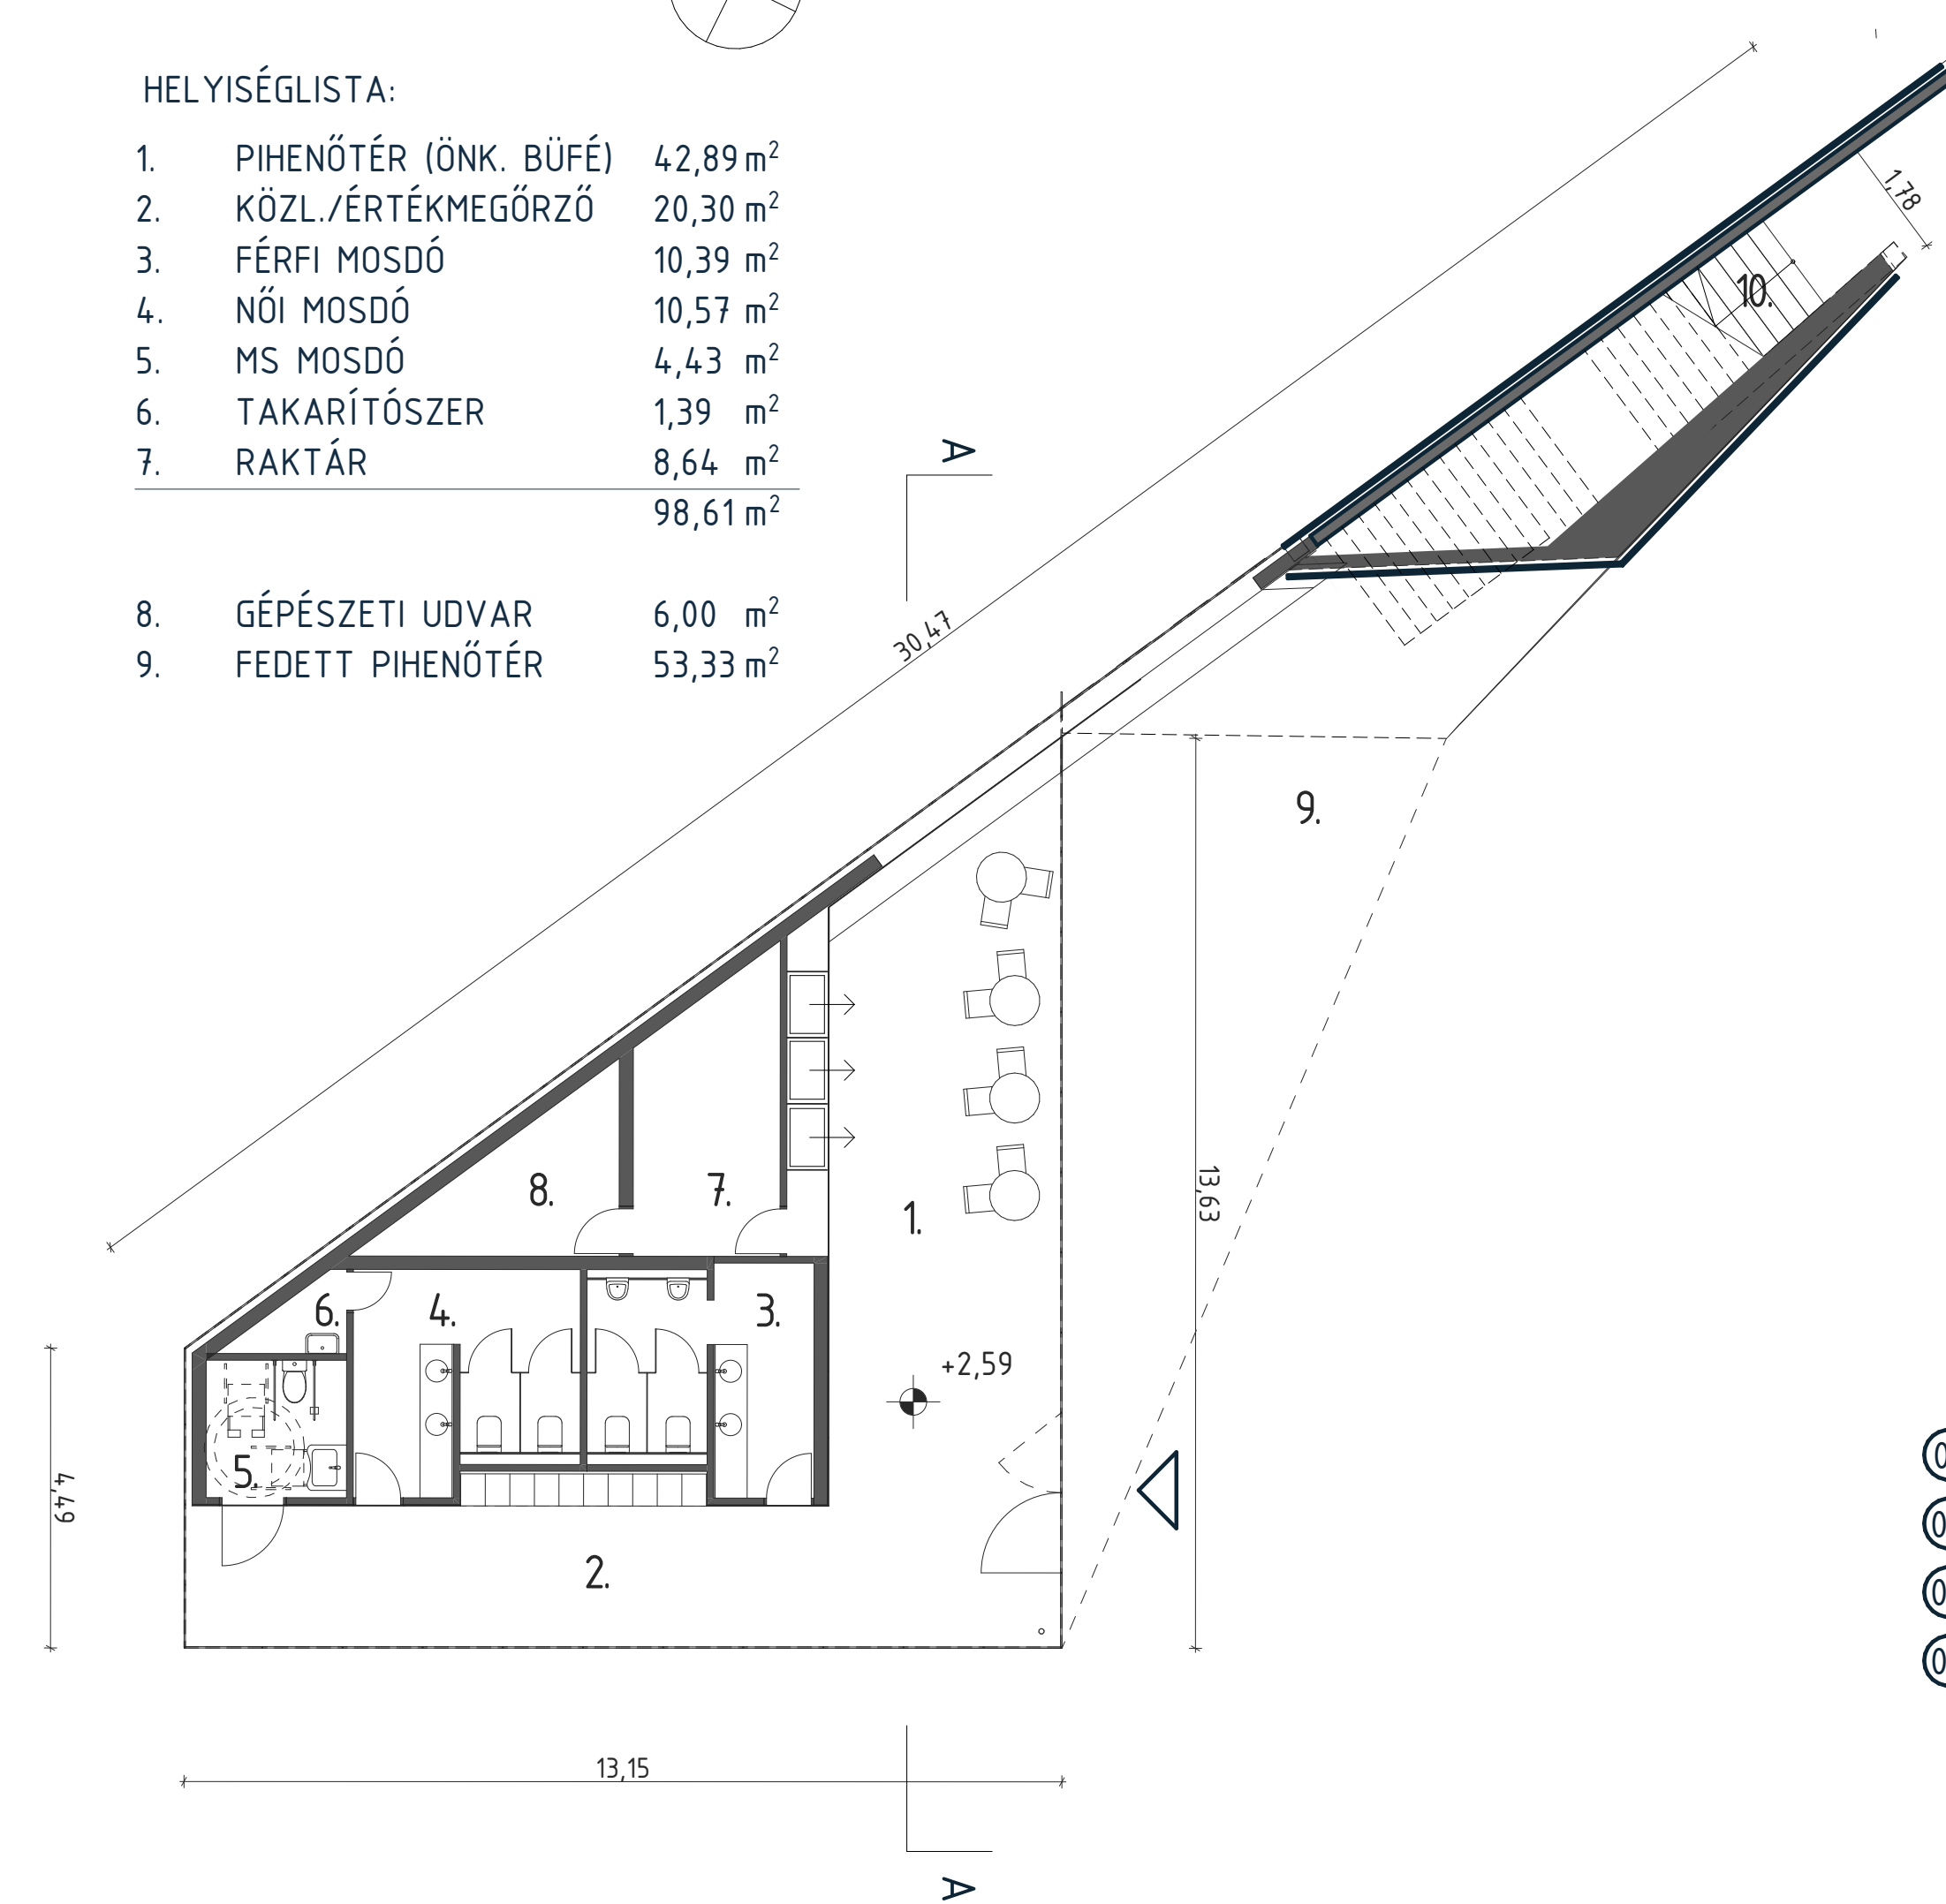 HELYISÉGLISTA:
1. PIHENŐTÉR (ÖNK. BÜFÉ) 42,89 m²
2. KÖZL./ÉRTÉKMEGŐRZŐ 20,30 m²
3. FÉRFI MOSDÓ 10,39 m²
4. NŐI MOSDÓ 10,57 m²
5. MS MOSDÓ 4,43 m²
6. TAKARÍTÓSZER 1,39 m²
7. RAKTÁR 8,64 m²
98,61 m²
8. GÉPÉSZETI UDVAR 6,00 m²
9. FEDETT PIHENŐTÉR 53,33 m²
1,78
10.
A
30,47
9.
8.
7.
1.
13,63
6.
4.
3.
+2,59
5.
4,49
2.
13,15
A